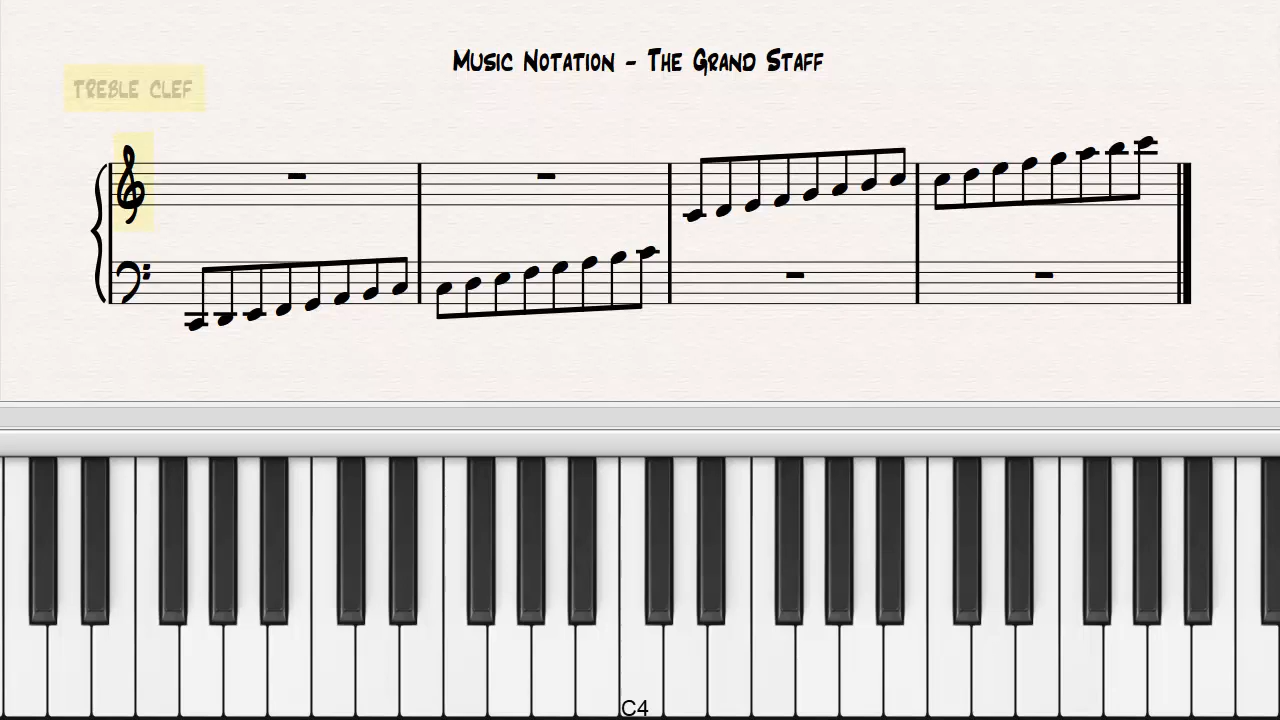 Music Notation - The Grand Staff
Treble Clef
C4